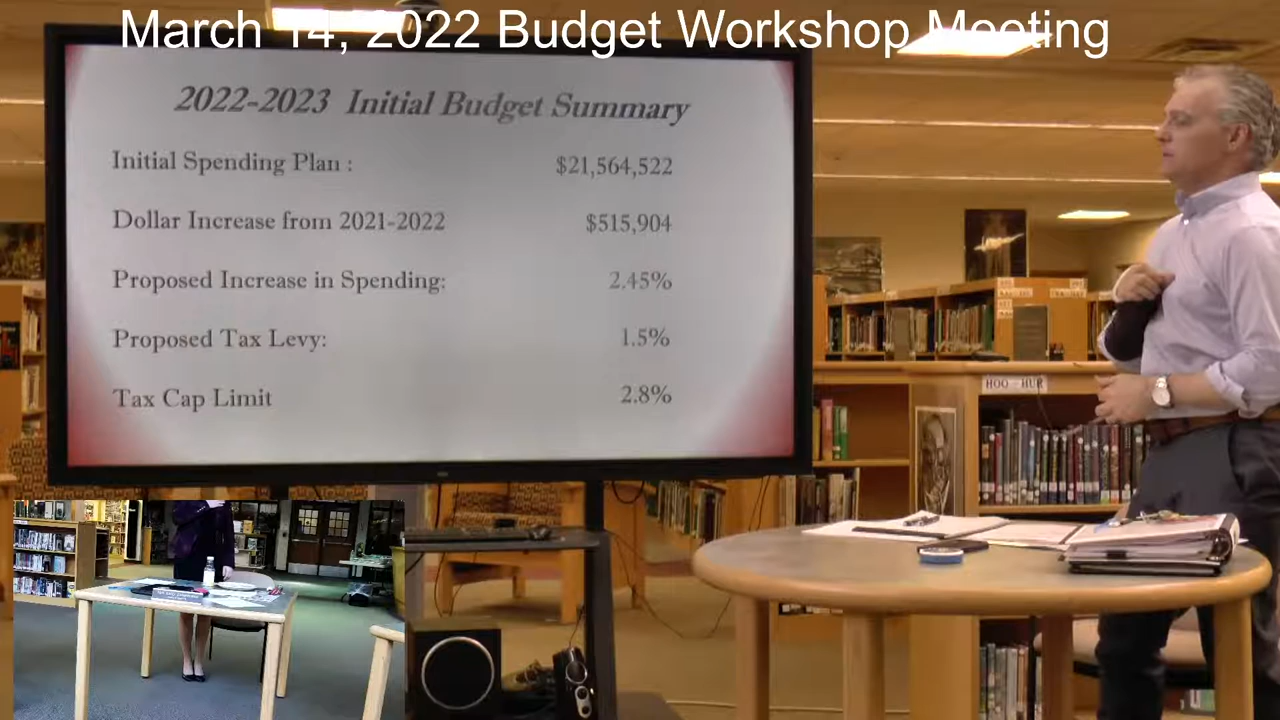 March 14, 2022 Budget Workshop Meeting
2022-2023 Initial Budget Summary
Initial Spending Plan : $21,564,522
Dollar Increase from 2021-2022 $515,904
Proposed Increase in Spending: 2.45%
Proposed Tax Levy: 1.5%
Tax Cap Limit 2.8%
HOO - HUR